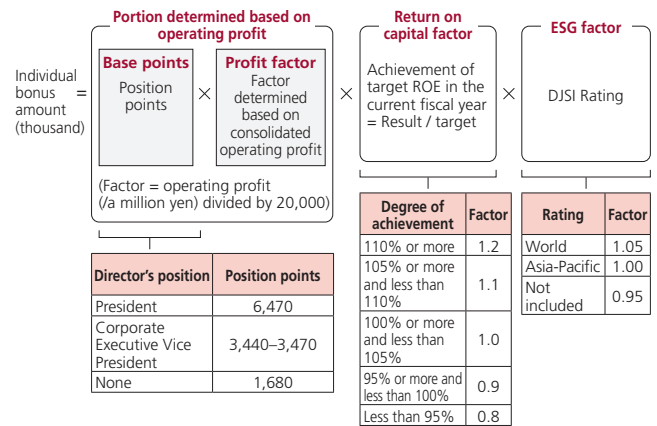 Portion determined based on
operating profit
Return on
capital factor
ESG factor
Individual
bonus
amount
(thousand)
=
Base points
Position
points
×
Profit factor
Factor
determined
based on
consolidated
operating profit
(Factor = operating profit
(/a million yen) divided by 20,000)
×
Achievement of
target ROE in the
current fiscal year
= Result / target
×
DJSI Rating
Director's position Position points
President 6,470
Corporate
Executive Vice
President
3,440–3,470
None 1,680
Degree of
achievement
Factor
110% or more 1.2
105% or more
and less than
110%
1.1
100% or more
and less than
105%
1.0
95% or more and
less than 100%
0.9
Less than 95% 0.8
Rating Factor
World 1.05
Asia-Pacific 1.00
Not
included
0.95